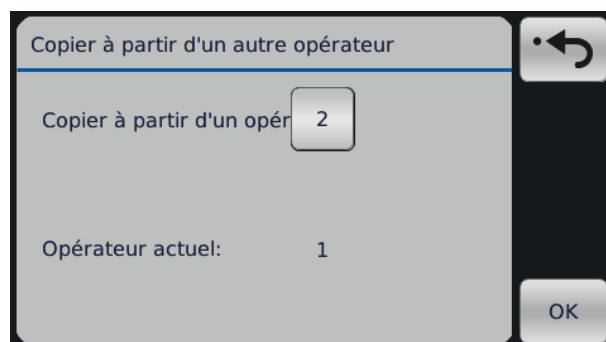 Copier à partir d'un autre opérateur
Copier à partir d'un opér 2
Opérateur actuel: 1
OK